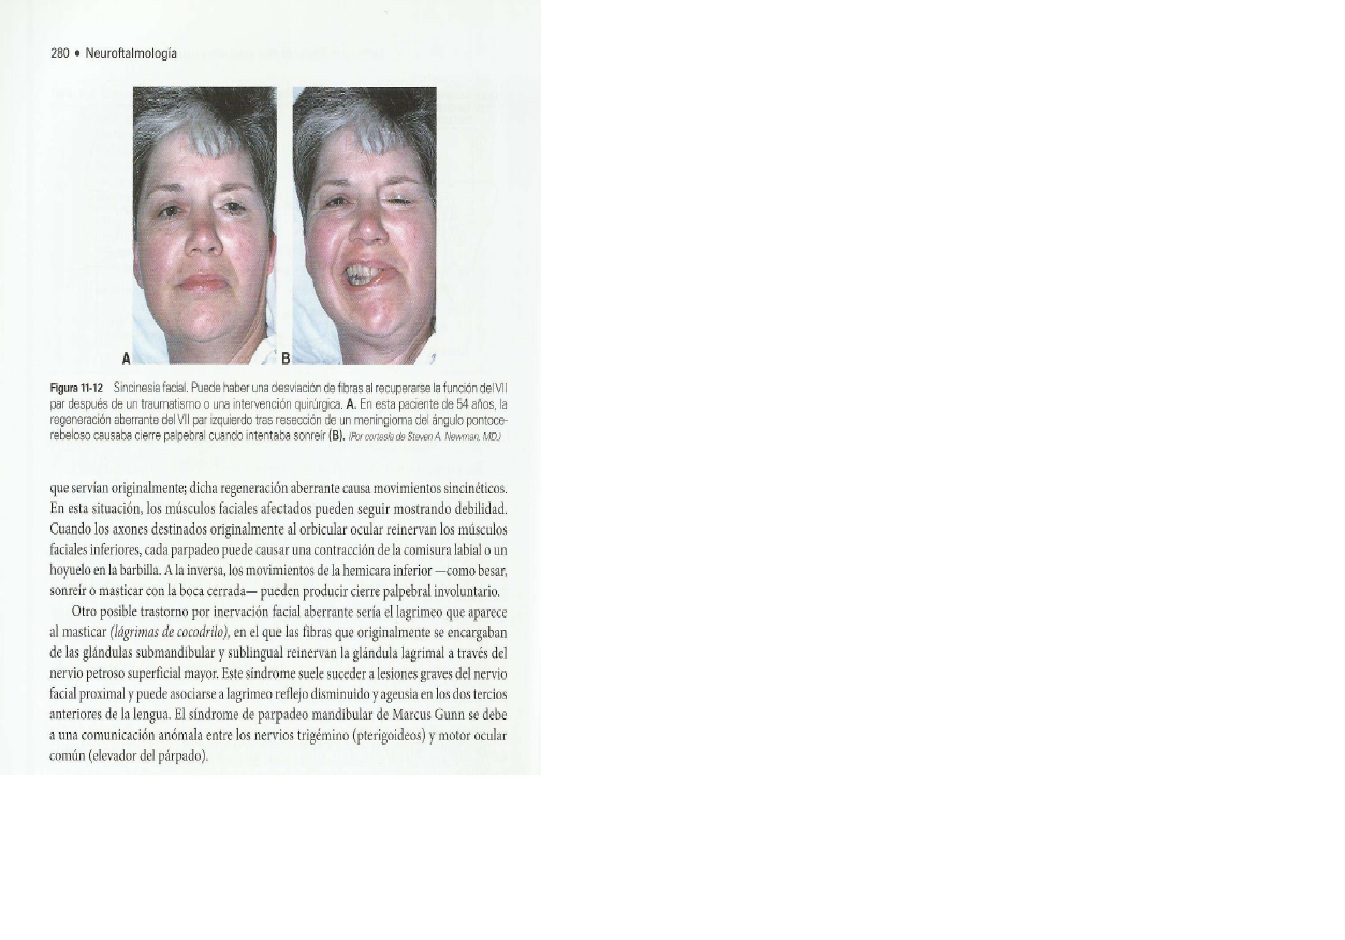 280 • Neuroftalmología
A
B
Figura 11-12 Sincinesia facial. Puede haber una desviación de fibras al recuperarse la función del VII
par después de un traumatismo o una intervención quirúrgica. A. En esta paciente de 54 años, la
regeneración aberrante del VII par izquierdo tras resección de un meningioma del ángulo pontoce-
rebeloso causaba cierre palpebral cuando intentaba sonreír (B). (Por cortesía de Steven A. Newman, MD.)
que servían originalmente; dicha regeneración aberrante causa movimientos sincinéticos.
En esta situación, los músculos faciales afectados pueden seguir mostrando debilidad.
Cuando los axones destinados originalmente al orbicular ocular reinervan los músculos
faciales inferiores, cada parpadeo puede causar una contracción de la comisura labial o un
hoyuelo en la barbilla. A la inversa, los movimientos de la hemicara inferior —como besar,
sonreír o masticar con la boca cerrada— pueden producir cierre palpebral involuntario.
Otro posible trastorno por inervación facial aberrante sería el lagrimeo que aparece
al masticar (lágrimas de cocodrilo), en el que las fibras que originalmente se encargaban
de las glándulas submandibular y sublingual reinervan la glándula lagrimal a través del
nervio petroso superficial mayor. Este síndrome suele suceder a lesiones graves del nervio
facial proximal y puede asociarse a lagrimeo reflejo disminuido y ageusia en los dos tercios
anteriores de la lengua. El síndrome de parpadeo mandibular de Marcus Gunn se debe
a una comunicación anómala entre los nervios trigémino (pterigoideos) y motor ocular
común (elevador del párpado).